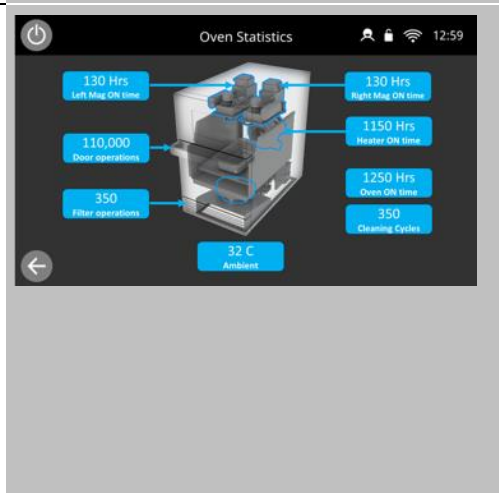 Oven Statistics
12:59
130 Hrs
Left Mag ON time
130 Hrs
Right Mag ON time
110,000
Door operations
1150 Hrs
Heater ON time
350
Filter operations
1250 Hrs
Oven ON time
350
Cleaning Cycles
32 C
Ambient